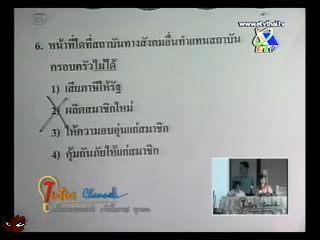 www.etvthai.tv
6. หน้าที่ใดที่สถาบันทางสังคมอื่นทำแทนสถาบัน
ครอบครัวไม่ได้
1) เสียภาษีให้รัฐ
2) ผลิตสมาชิกใหม่
3) ให้ความอบอุ่นแก่สมาชิก
4) คุ้มกันภัยให้แก่สมาชิก
Tutor Channel